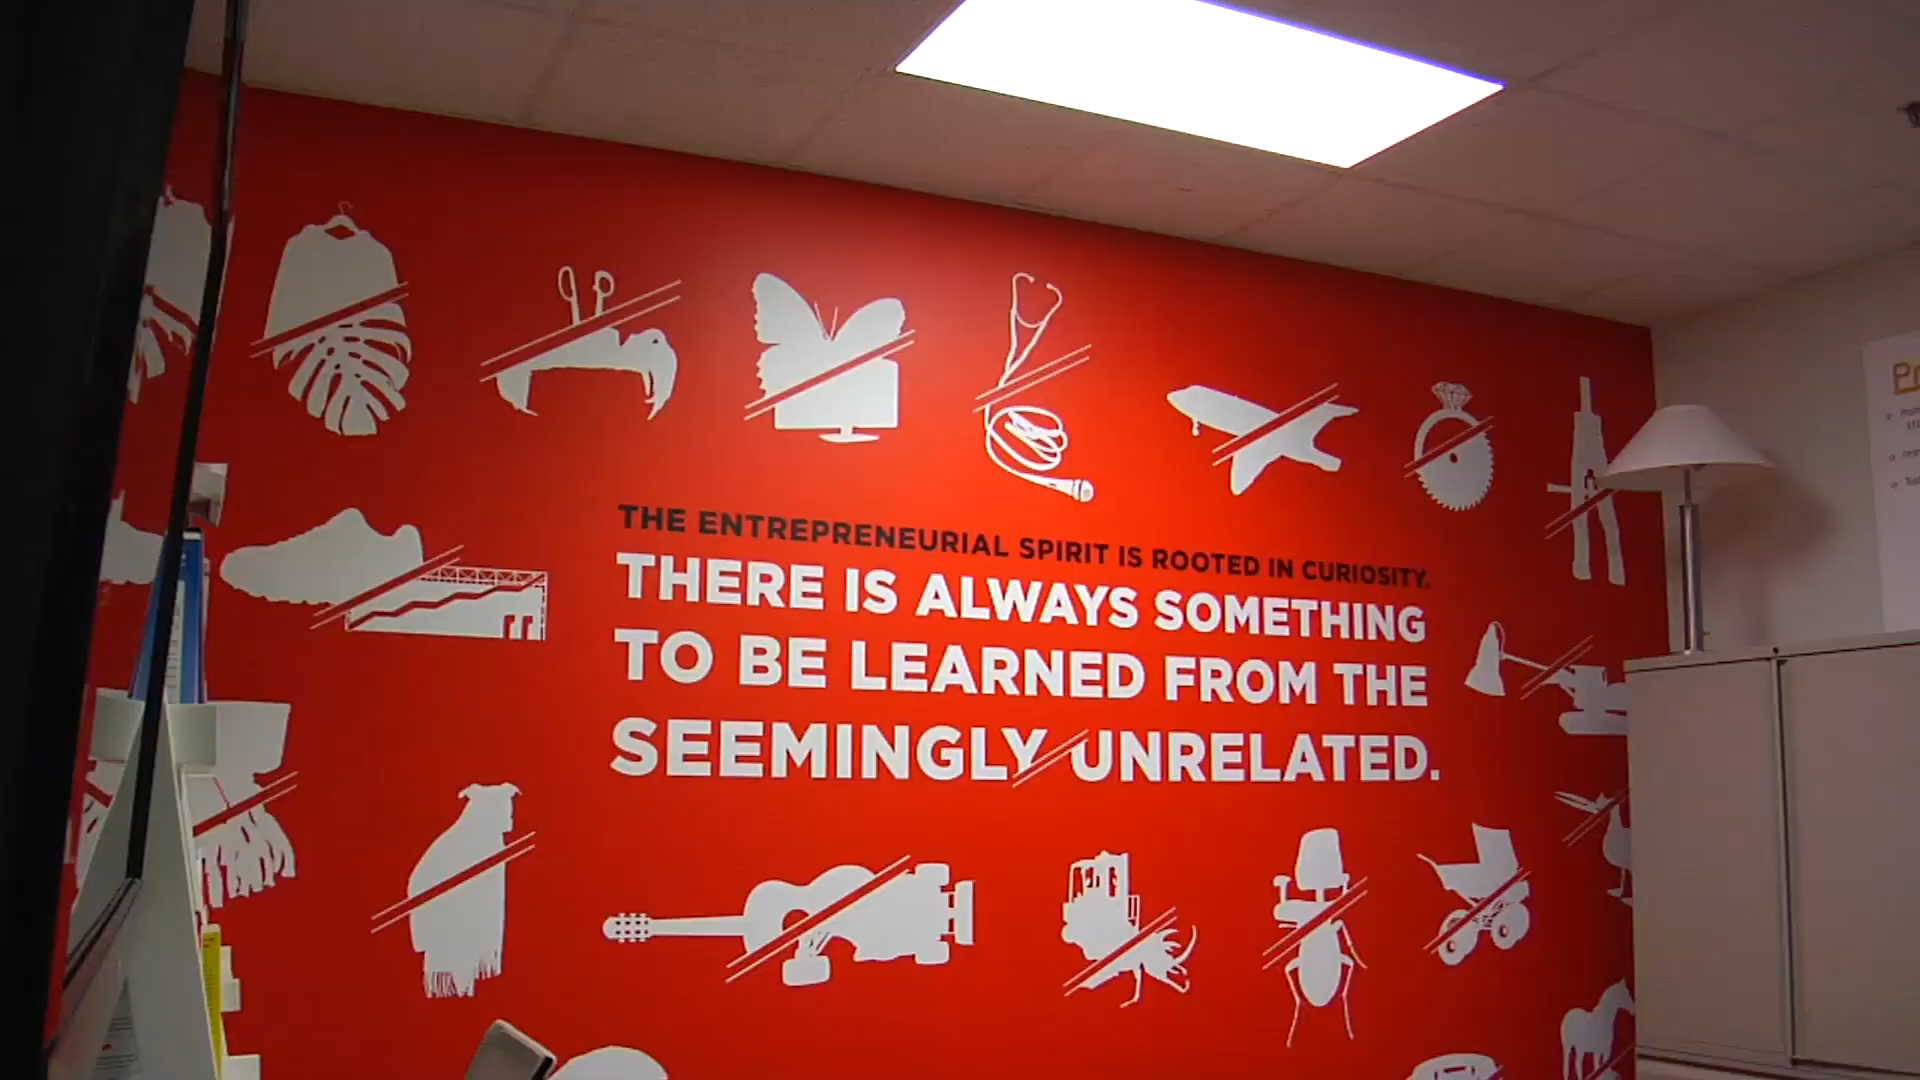 THE ENTREPRENEURIAL SPIRIT IS ROOTED IN CURIOSITY.
THERE IS ALWAYS SOMETHING
TO BE LEARNED FROM THE
SEEMINGLY UNRELATED.